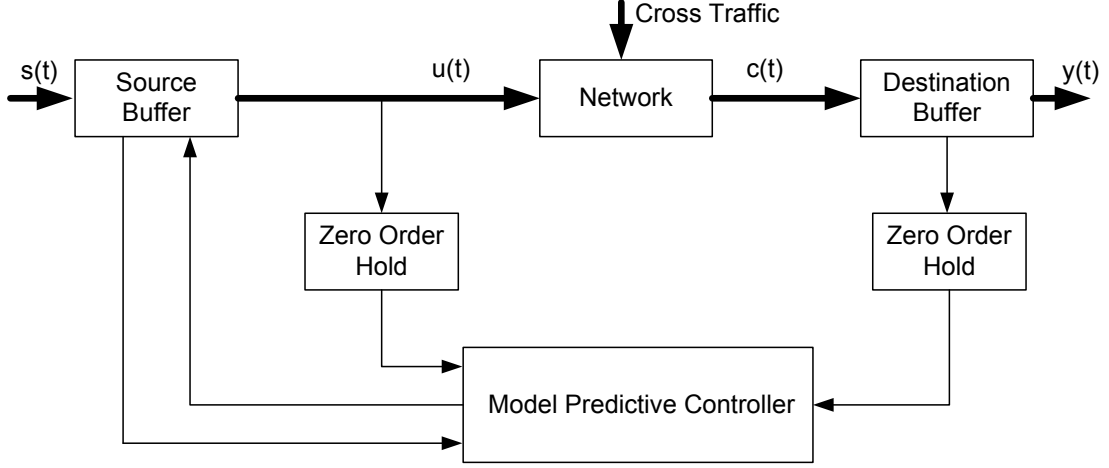 Cross Traffic
s(t)
Source
Buffer
u(t)
Network
c(t)
Destination
Buffer
y(t)
Zero Order
Hold
Zero Order
Hold
Model Predictive Controller